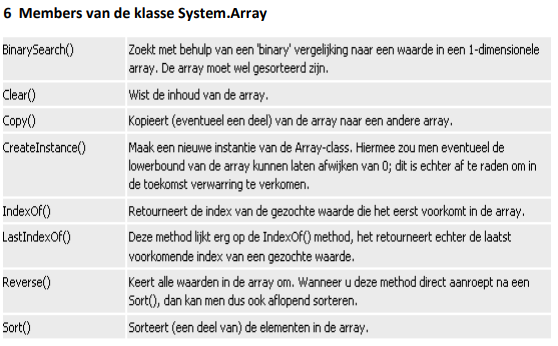 6 Members van de klasse System.Array
BinarySearch() Zoekt met behulp van een 'binary' vergelijking naar een waarde in een 1-dimensionele
array. De array moet wel gesorteerd zijn.
Clear() Wist de inhoud van de array.
Copy() Kopieert (eventueel een deel) van de array naar een andere array.
CreateInstance() Maak een nieuwe instantie van de Array-class. Hiermee zou men eventueel de
lowerbound van de array kunnen laten afwijken van 0; dit is echter af te raden om in
de toekomst verwarring te verkomen.
IndexOf() Retourneert de index van de gezochte waarde die het eerst voorkomt in de array.
LastIndexOf() Deze method lijkt erg op de IndexOf() method, het retourneert echter de laatst
voorkomende index van een gezochte waarde.
Reverse() Keert alle waarden in de array om. Wanneer u deze method direct aanroept na een
Sort(), dan kan men dus ook aflopend sorteren.
Sort() Sorteert (een deel van) de elementen in de array.